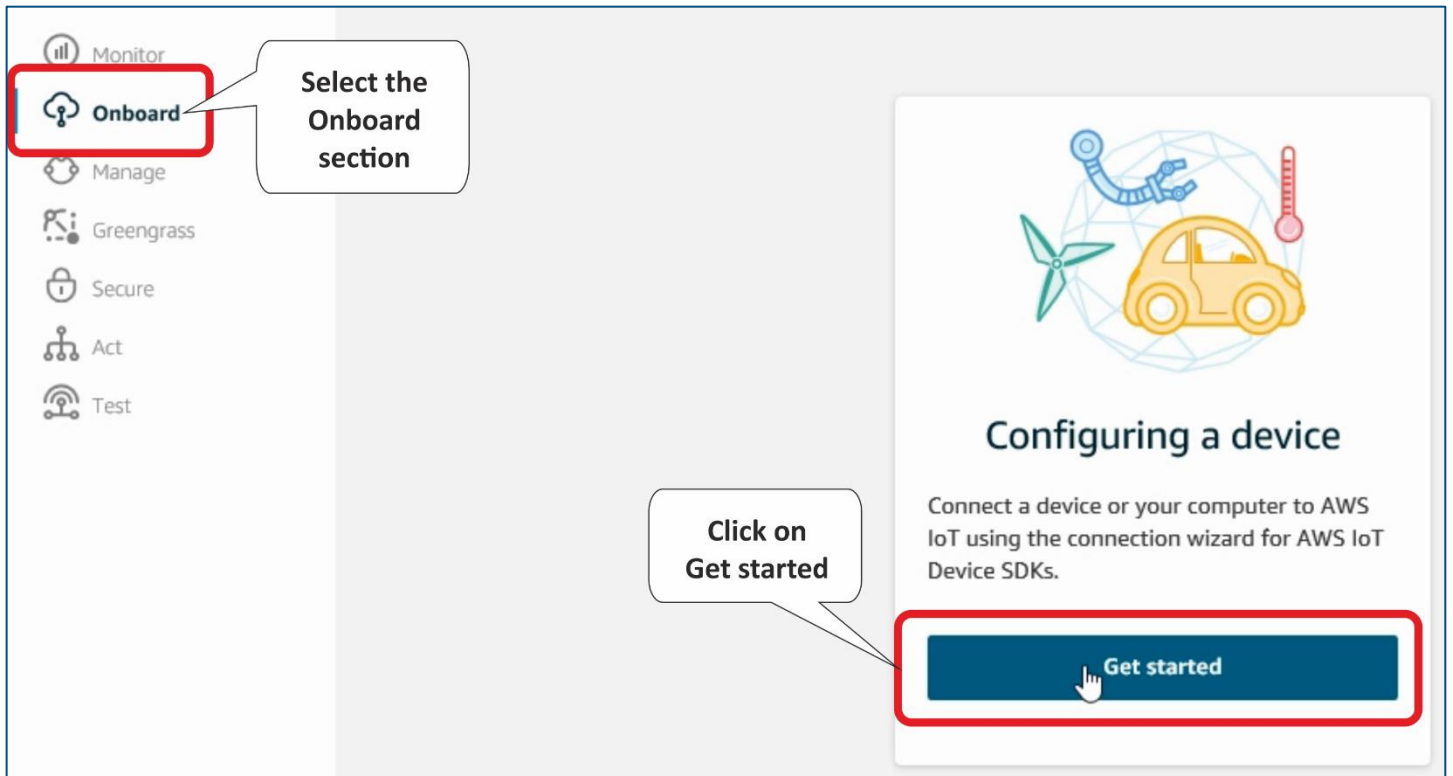 Monitor
Onboard
Manage
Greengrass
Secure
Act
Test
Select the
Onboard
section
Configuring a device
Connect a device or your computer to AWS
IoT using the connection wizard for AWS IoT
Device SDKs.
Click on
Get started
Get started